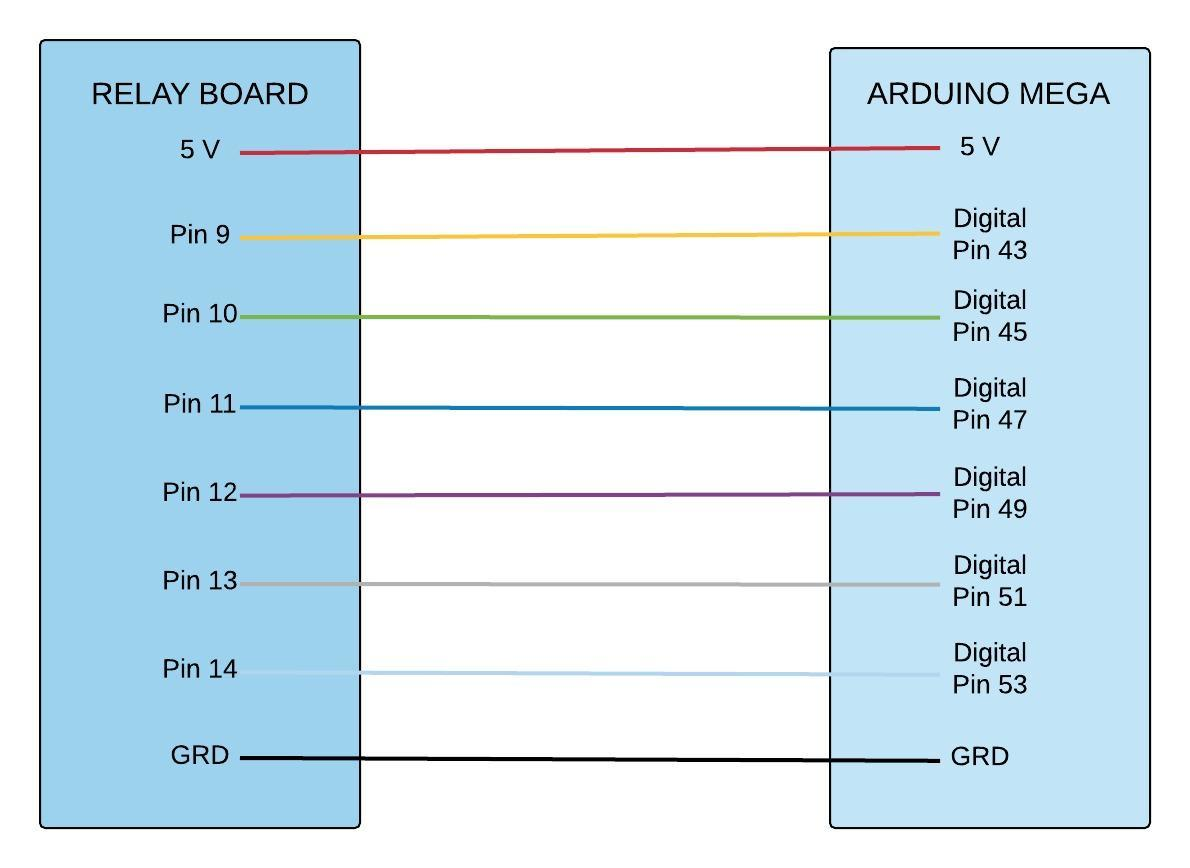 RELAY BOARD
5 V
Pin 9
Pin 10
Pin 11
Pin 12
Pin 13
Pin 14
GRD
ARDUINO MEGA
5 V
Digital
Pin 43
Digital
Pin 45
Digital
Pin 47
Digital
Pin 49
Digital
Pin 51
Digital
Pin 53
GRD